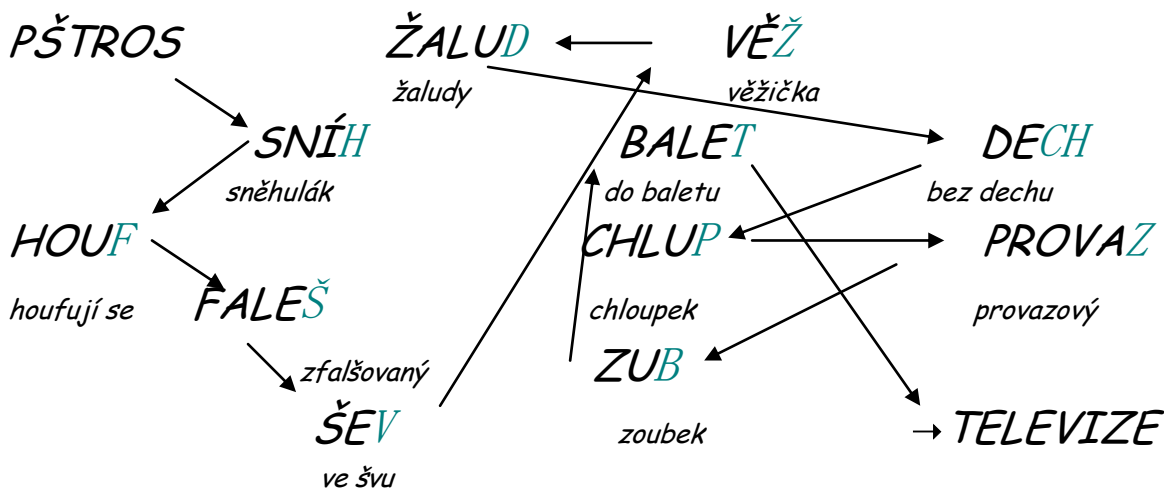 PŠTROS ŽALUD VĚŽ
žaludy věžička
SNÍH BALET DECH
sněhulák do baletu bez dechu
HOUF CHLUP PROVAZ
houfují se FALEŠ chloupek provazový
zfalšovaný ZUB
ŠEV zoubek TELEVIZE
ve švu